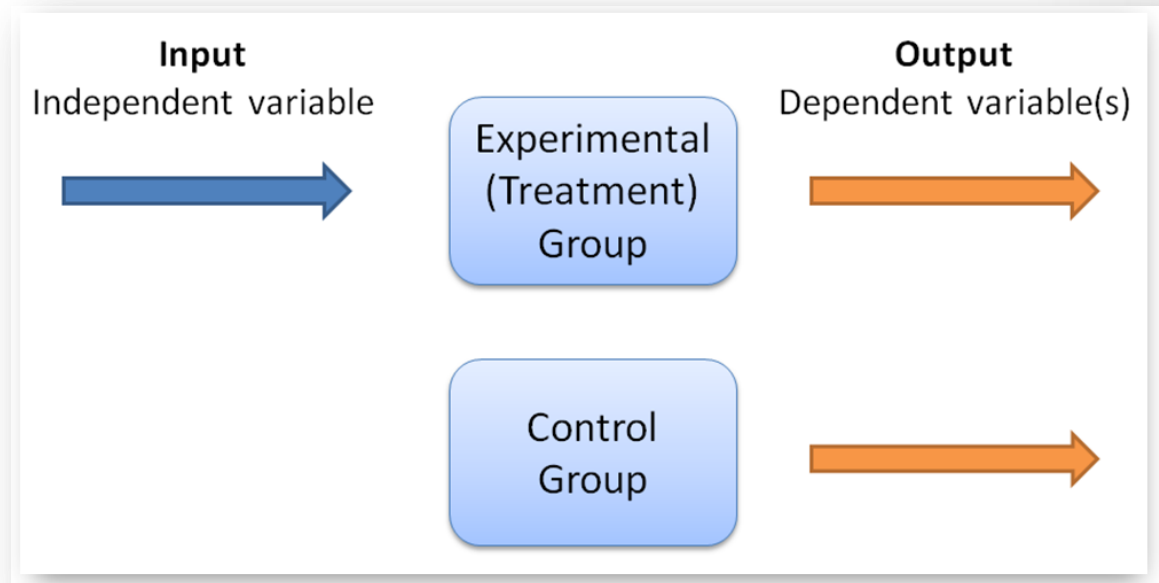 Input
Independent variable
Output
Dependent variable(s)
Experimental
(Treatment)
Group
Control
Group